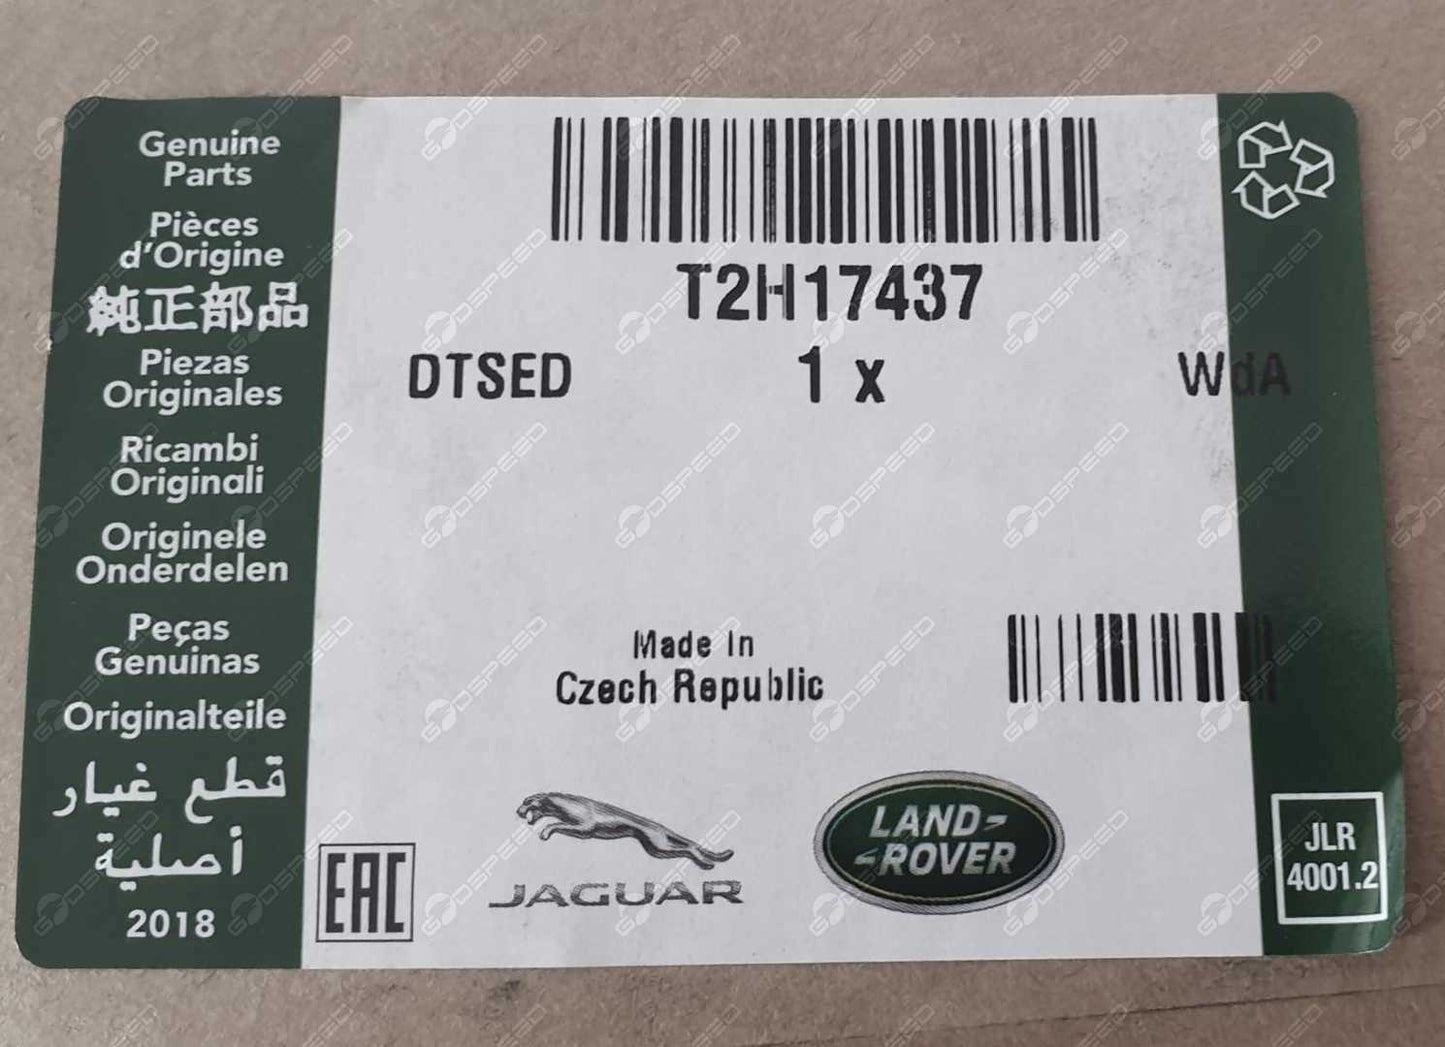 Genuine
Parts
Pièces
d'Origine
純正部品
Piezas
Originales
Ricambi
Originali
Originele
Onderdelen
Peças
Genuinas
Originalteile
قطع غيار
أصلية
2018
T2H17437
DTSED 1 x WdA
Made In
Czech Republic
EAC
JAGUAR
LAND-
-ROVER
JLR
4001.2
GODSPEED